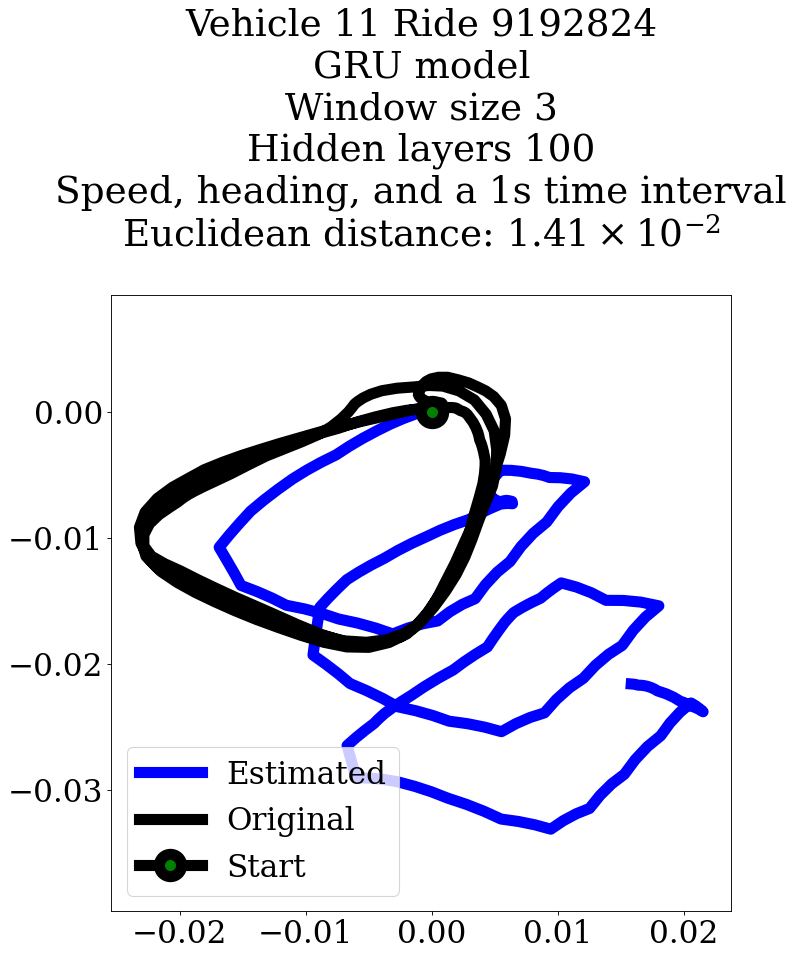 Vehicle 11 Ride 9192824
GRU model
Window size 3
Hidden layers 100
Speed, heading, and a 1s time interval
Euclidean distance: 1.41 × 10⁻²
0.00
−0.01
−0.02
−0.03
Estimated
Original
Start
−0.02 −0.01 0.00 0.01 0.02